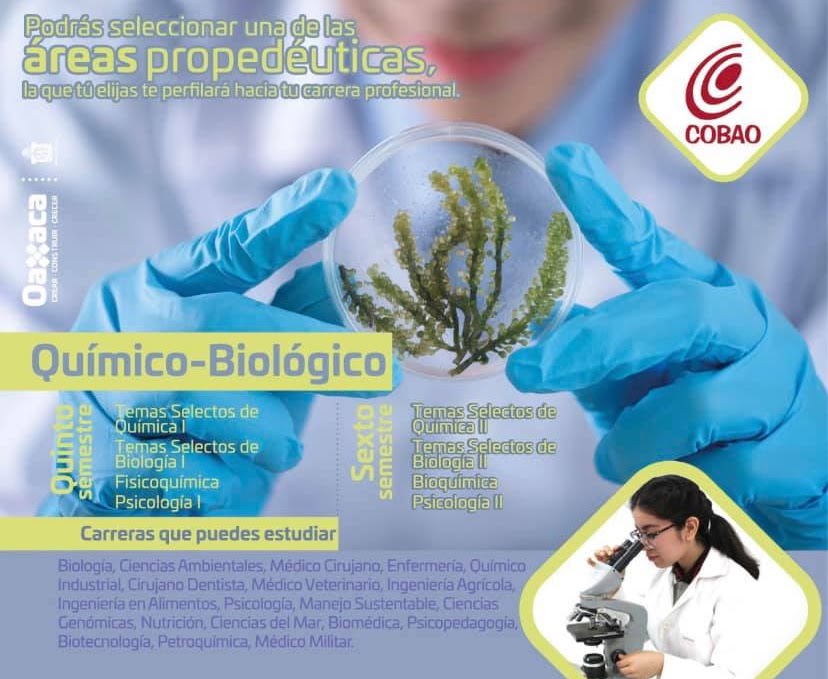 Podrás seleccionar una de las
áreas propedéuticas,
la que tú elijas te perfilará hacia tu carrera profesional.
COBAO
Oaxaca
CREAR CONSTRUIR CRECER
Químico-Biológico
Quinto
semestre
Temas Selectos de
Química I
Temas Selectos de
Biología I
Fisicoquímica
Psicología I
Sexto
semestre
Temas Selectos de
Química II
Temas Selectos de
Biología II
Bioquímica
Psicología II
Carreras que puedes estudiar
Biología, Ciencias Ambientales, Médico Cirujano, Enfermería, Químico
Industrial, Cirujano Dentista, Médico Veterinario, Ingeniería Agrícola,
Ingeniería en Alimentos, Psicología, Manejo Sustentable, Ciencias
Genómicas, Nutrición, Ciencias del Mar, Biomédica, Psicopedagogía,
Biotecnología, Petroquímica, Médico Militar.